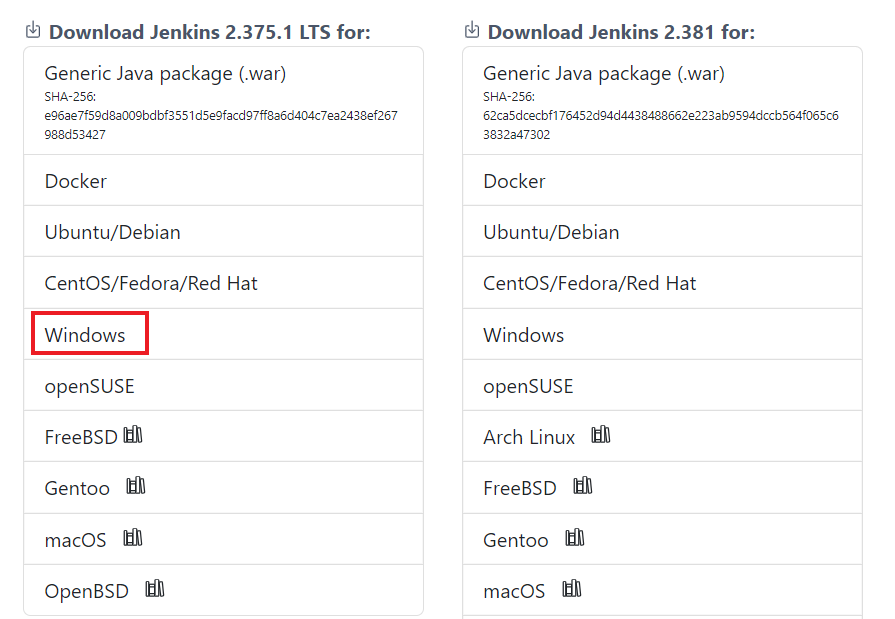 Download Jenkins 2.375.1 LTS for:
Generic Java package (.war)
SHA-256:
e96ae7f59d8a009bdbf3551d5e9facd97ff8a6d404c7ea2438ef267
988d53427
Docker
Ubuntu/Debian
CentOS/Fedora/Red Hat
Windows
openSUSE
FreeBSD
Gentoo
macOS
OpenBSD
Download Jenkins 2.381 for:
Generic Java package (.war)
SHA-256:
62ca5dcecbf176452d94d4438488662e223ab9594dccb564f065c6
3832a47302
Docker
Ubuntu/Debian
CentOS/Fedora/Red Hat
Windows
openSUSE
Arch Linux
FreeBSD
Gentoo
macOS